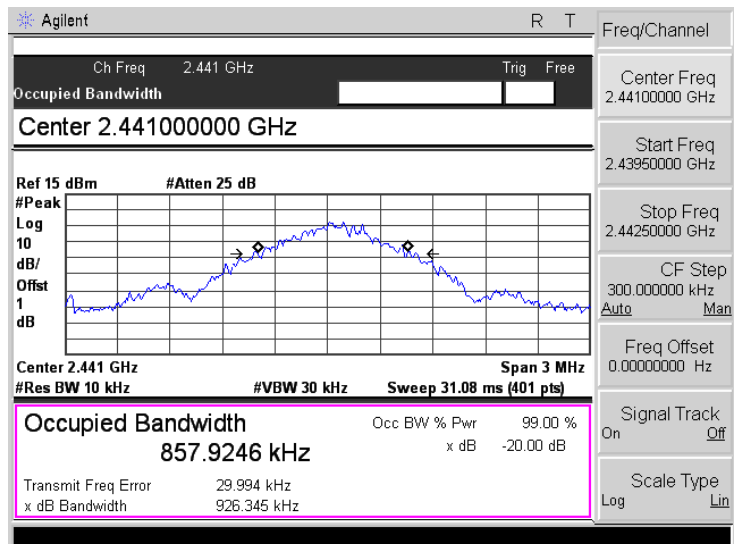 Agilent R T
Freq/Channel
Ch Freq 2.441 GHz Trig Free
Occupied Bandwidth
Center 2.441000000 GHz
Ref 15 dBm #Atten 25 dB
#Peak
Log
10
dB/
Offst
1
dB
Center 2.441 GHz Span 3 MHz
#Res BW 10 kHz #VBW 30 kHz Sweep 31.08 ms (401 pts)
Occupied Bandwidth
857.9246 kHz
Occ BW % Pwr 99.00 %
x dB -20.00 dB
Transmit Freq Error 29.994 kHz
x dB Bandwidth 926.345 kHz
Center Freq
2.44100000 GHz
Start Freq
2.43950000 GHz
Stop Freq
2.44250000 GHz
CF Step
300.000000 kHz
Auto Man
Freq Offset
0.00000000 Hz
Signal Track
On Off
Scale Type
Log Lin